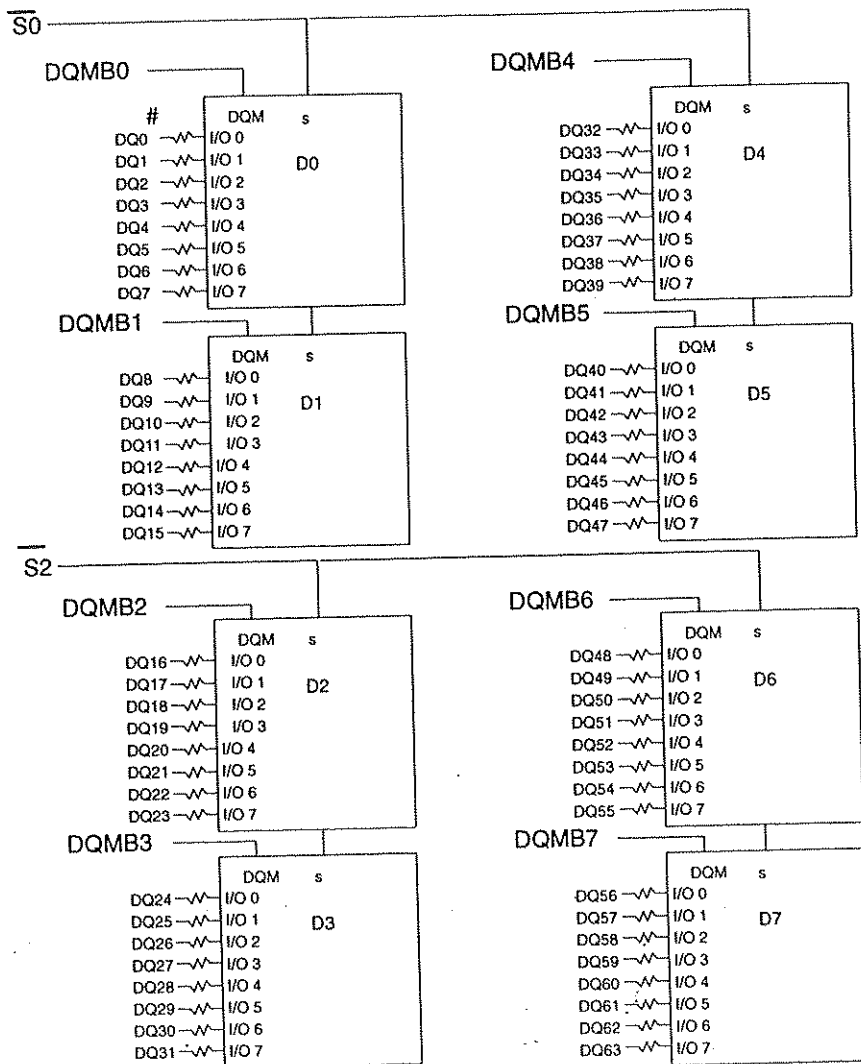 S0
DQMB0
DQM s
#
D0
DQ0 I/O 0
DQ1 I/O 1
DQ2 I/O 2
DQ3 I/O 3
DQ4 I/O 4
DQ5 I/O 5
DQ6 I/O 6
DQ7 I/O 7
DQMB1
DQM s
D1
DQ8 I/O 0
DQ9 I/O 1
DQ10 I/O 2
DQ11 I/O 3
DQ12 I/O 4
DQ13 I/O 5
DQ14 I/O 6
DQ15 I/O 7
DQMB4
DQM s
D4
DQ32 I/O 0
DQ33 I/O 1
DQ34 I/O 2
DQ35 I/O 3
DQ36 I/O 4
DQ37 I/O 5
DQ38 I/O 6
DQ39 I/O 7
DQMB5
DQM s
D5
DQ40 I/O 0
DQ41 I/O 1
DQ42 I/O 2
DQ43 I/O 3
DQ44 I/O 4
DQ45 I/O 5
DQ46 I/O 6
DQ47 I/O 7
S2
DQMB2
DQM s
D2
DQ16 I/O 0
DQ17 I/O 1
DQ18 I/O 2
DQ19 I/O 3
DQ20 I/O 4
DQ21 I/O 5
DQ22 I/O 6
DQ23 I/O 7
DQMB3
DQM s
D3
DQ24 I/O 0
DQ25 I/O 1
DQ26 I/O 2
DQ27 I/O 3
DQ28 I/O 4
DQ29 I/O 5
DQ30 I/O 6
DQ31 I/O 7
DQMB6
DQM s
D6
DQ48 I/O 0
DQ49 I/O 1
DQ50 I/O 2
DQ51 I/O 3
DQ52 I/O 4
DQ53 I/O 5
DQ54 I/O 6
DQ55 I/O 7
DQMB7
DQM s
D7
DQ56 I/O 0
DQ57 I/O 1
DQ58 I/O 2
DQ59 I/O 3
DQ60 I/O 4
DQ61 I/O 5
DQ62 I/O 6
DQ63 I/O 7